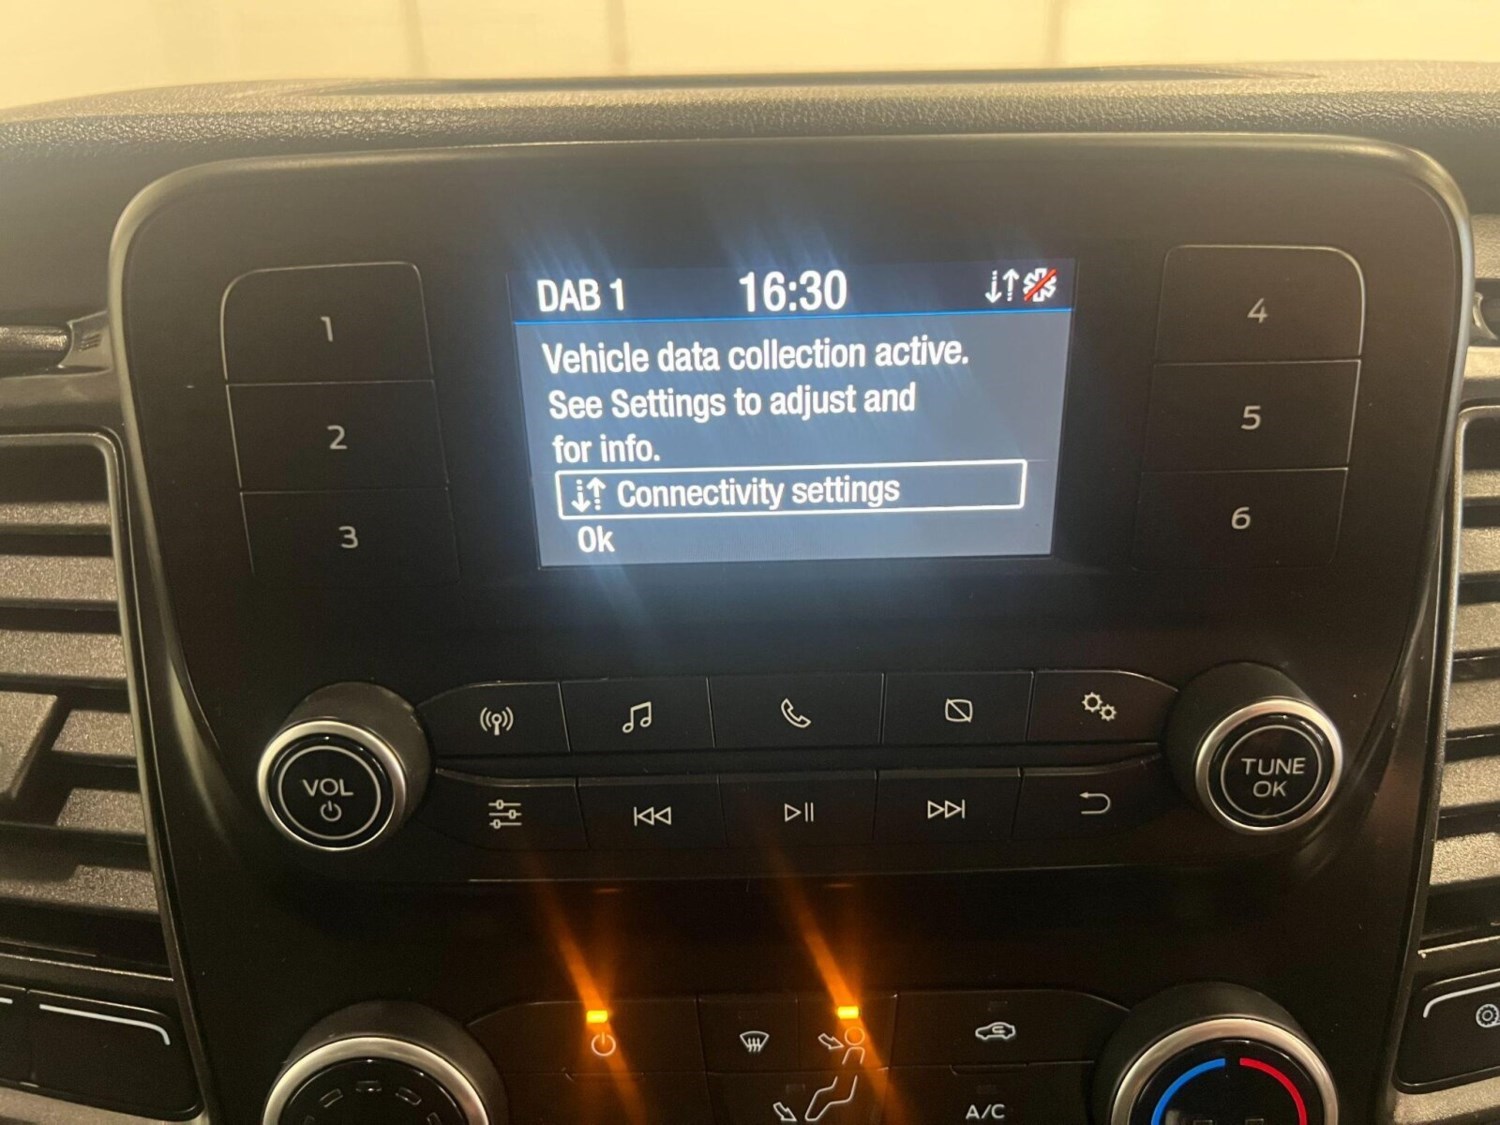 DAB 1 16:30
Vehicle data collection active.
See Settings to adjust and
for info.
Connectivity settings
Ok
1
2
3
4
5
6
VOL
TUNE
OK
A/C